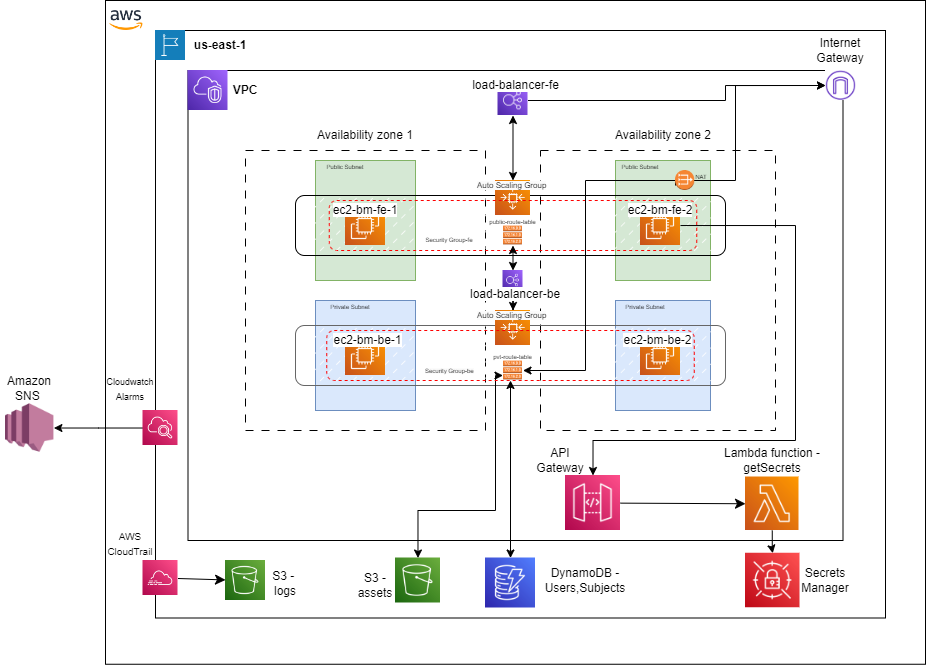 aws
us-east-1
Internet
Gateway
VPC
load-balancer-fe
Availability zone 1
Availability zone 2
Public Subnet
Public Subnet
NAT
Auto Scaling Group
ec2-bm-fe-1
ec2-bm-fe-2
public-route-table
Security Group-fe
load-balancer-be
Private Subnet
Private Subnet
Auto Scaling Group
ec2-bm-be-1
ec2-bm-be-2
pvt-route-table
Security Group-be
Amazon
SNS
Cloudwatch
Alarms
API
Gateway
Lambda function -
getSecrets
AWS
CloudTrail
S3 -
logs
S3 -
assets
DynamoDB -
Users,Subjects
Secrets
Manager